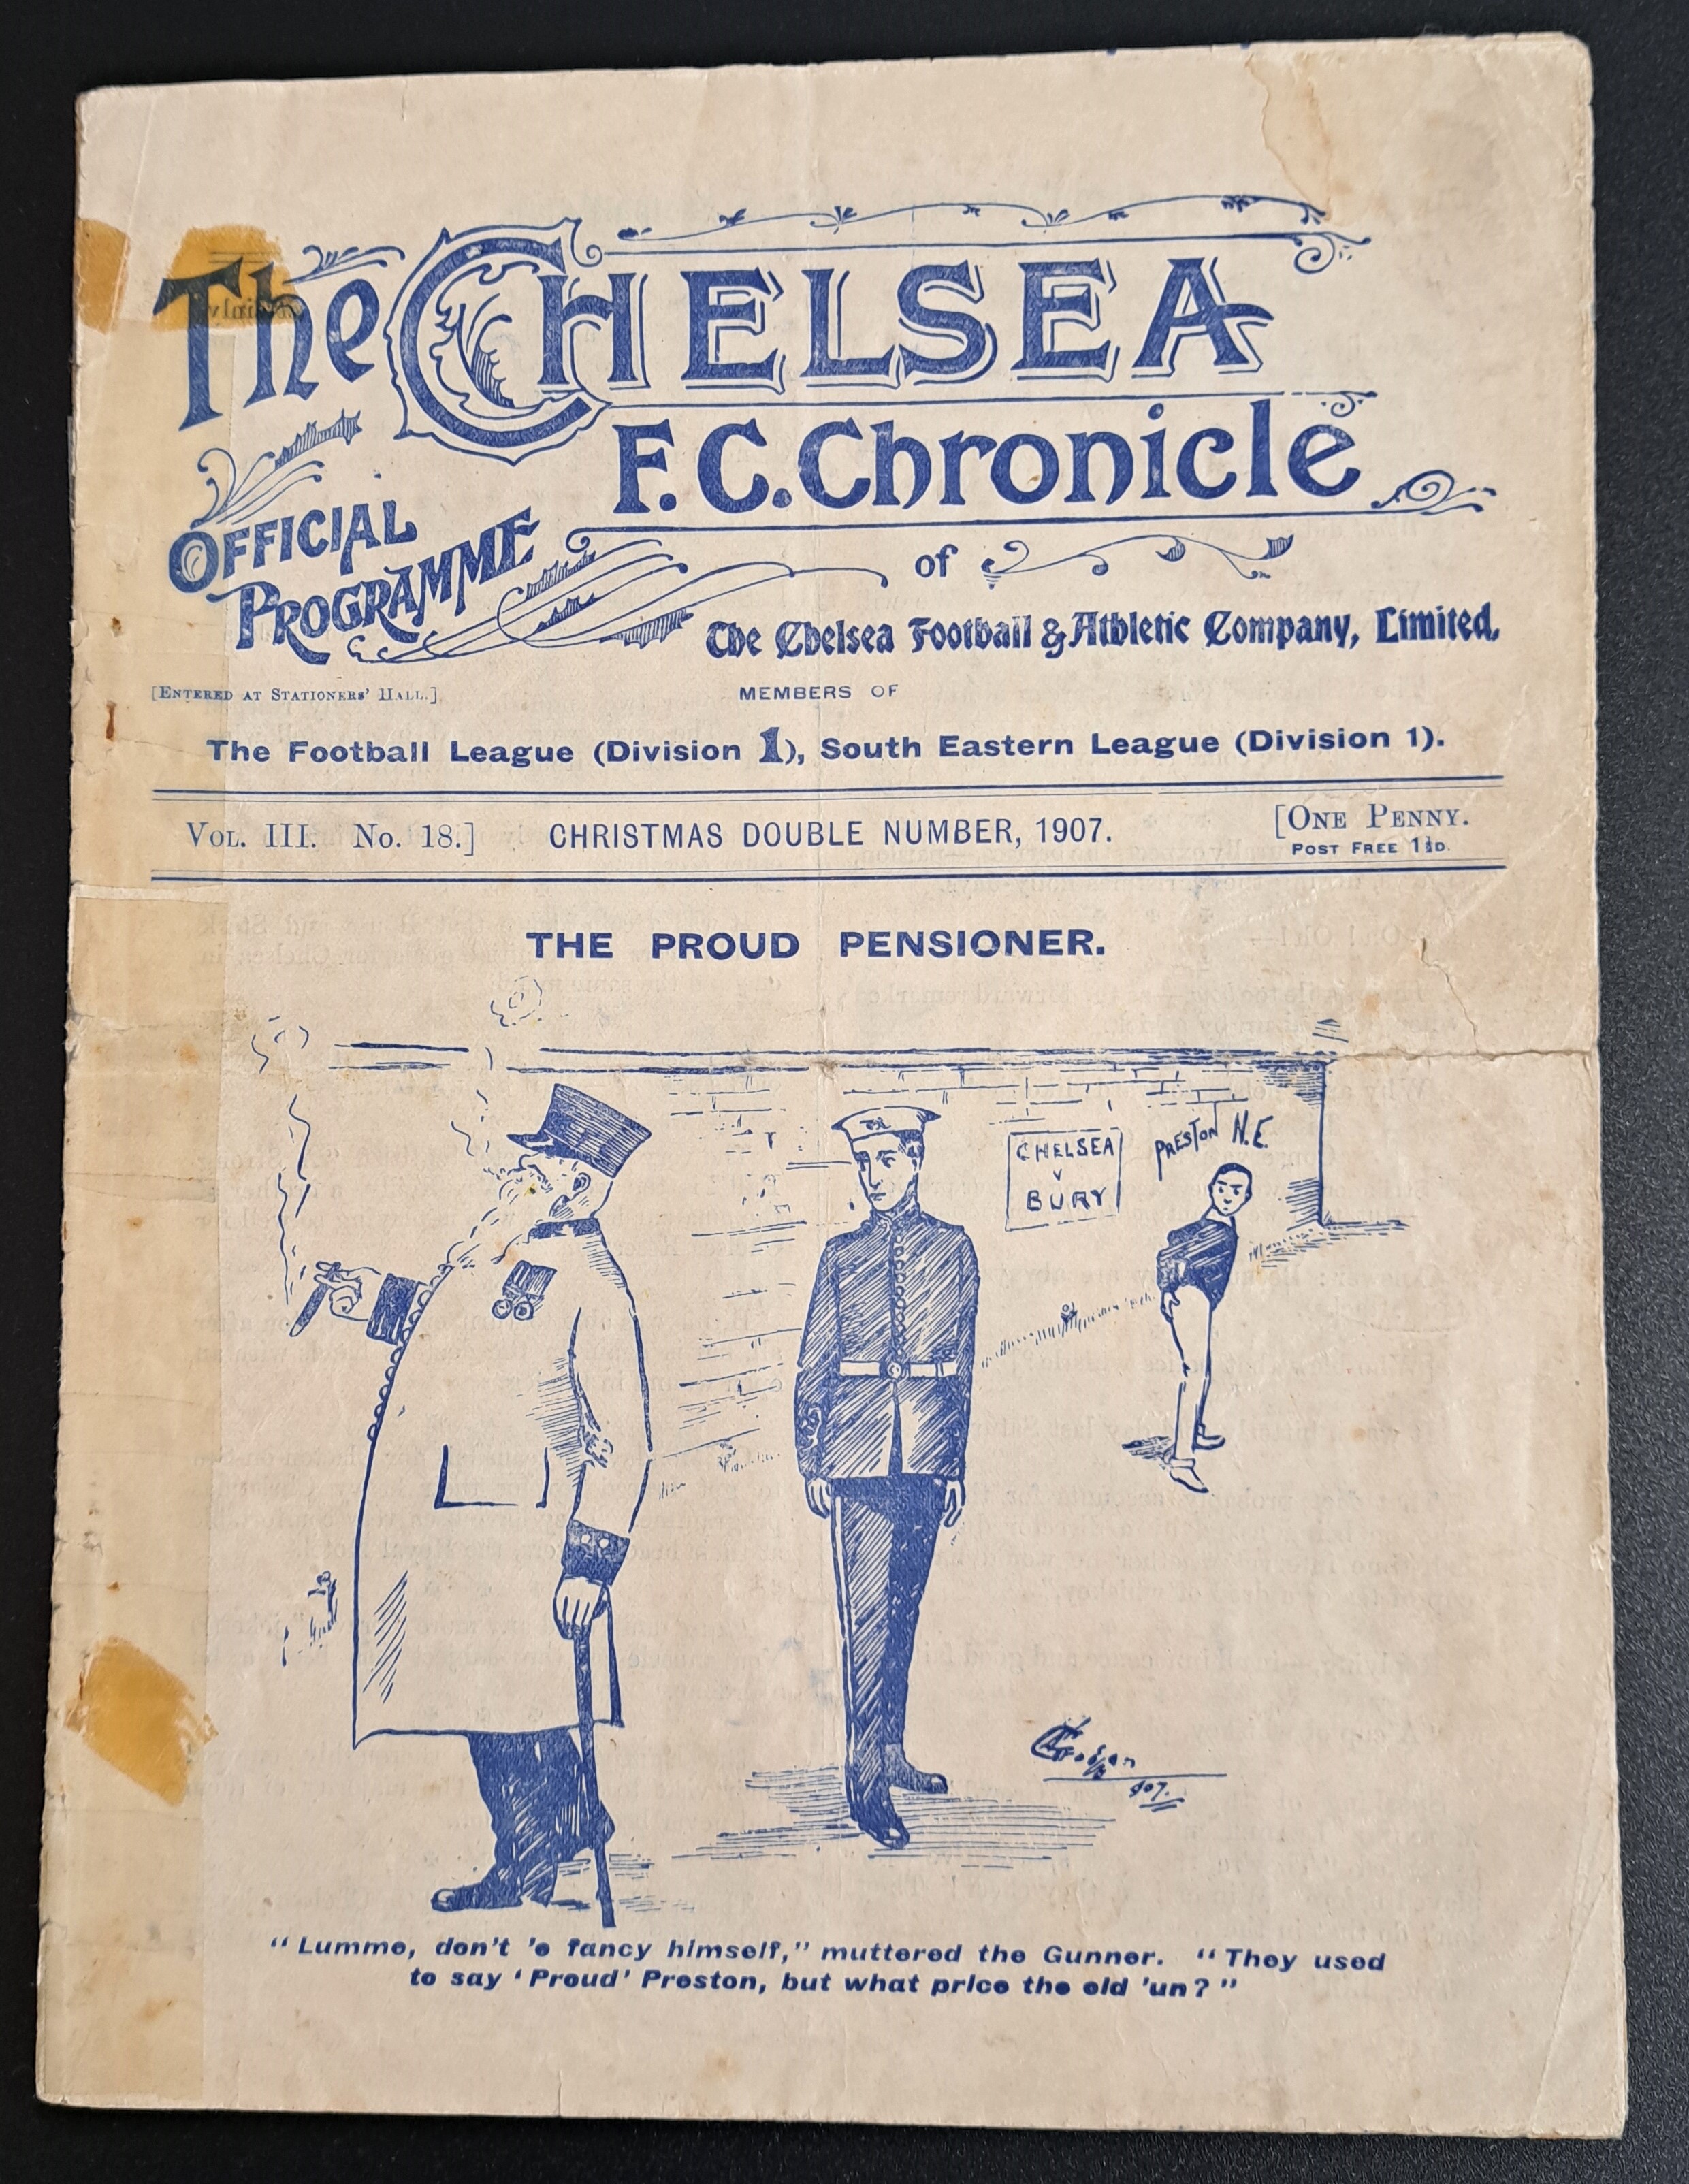 The CHELSEA
F.C. Chronicle
OFFICIAL
PROGRAMME
of
The Chelsea Football & Athletic Company, Limited.
[ENTERED AT STATIONERS' HALL.]
MEMBERS OF
The Football League (Division 1), South Eastern League (Division 1).
VOL. III. No. 18.] CHRISTMAS DOUBLE NUMBER, 1907. [ONE PENNY.
POST FREE 1½D.
THE PROUD PENSIONER.
CHELSEA
v
BURY
PRESTON N.E.
907.
“Lumme, don't 'e fancy himself,” muttered the Gunner. “They used
to say ‘Proud’ Preston, but what price the old 'un?”